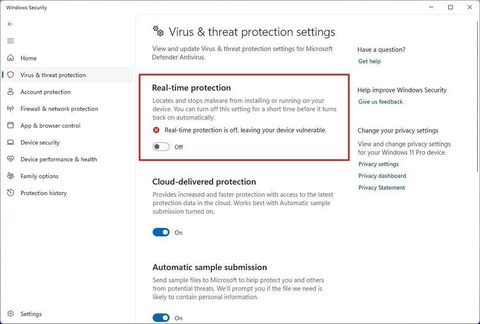 Windows Security
Home
Virus & threat protection
Account protection
Firewall & network protection
App & browser control
Device security
Device performance & health
Family options
Protection history
Settings
Virus & threat protection settings
View and update Virus & threat protection settings for Microsoft
Defender Antivirus.
Real-time protection
Locates and stops malware from installing or running on your
device. You can turn off this setting for a short time before it turns
back on automatically.
Real-time protection is off, leaving your device vulnerable.
Off
Cloud-delivered protection
Provides increased and faster protection with access to the latest
protection data in the cloud. Works best with Automatic sample
submission turned on.
On
Automatic sample submission
Send sample files to Microsoft to help protect you and others
from potential threats. We'll prompt you if the file we need is
likely to contain personal information.
On
Have a question?
Get help
Help improve Windows Security
Give us feedback
Change your privacy settings
View and change privacy settings
for your Windows 11 Pro device.
Privacy settings
Privacy dashboard
Privacy Statement